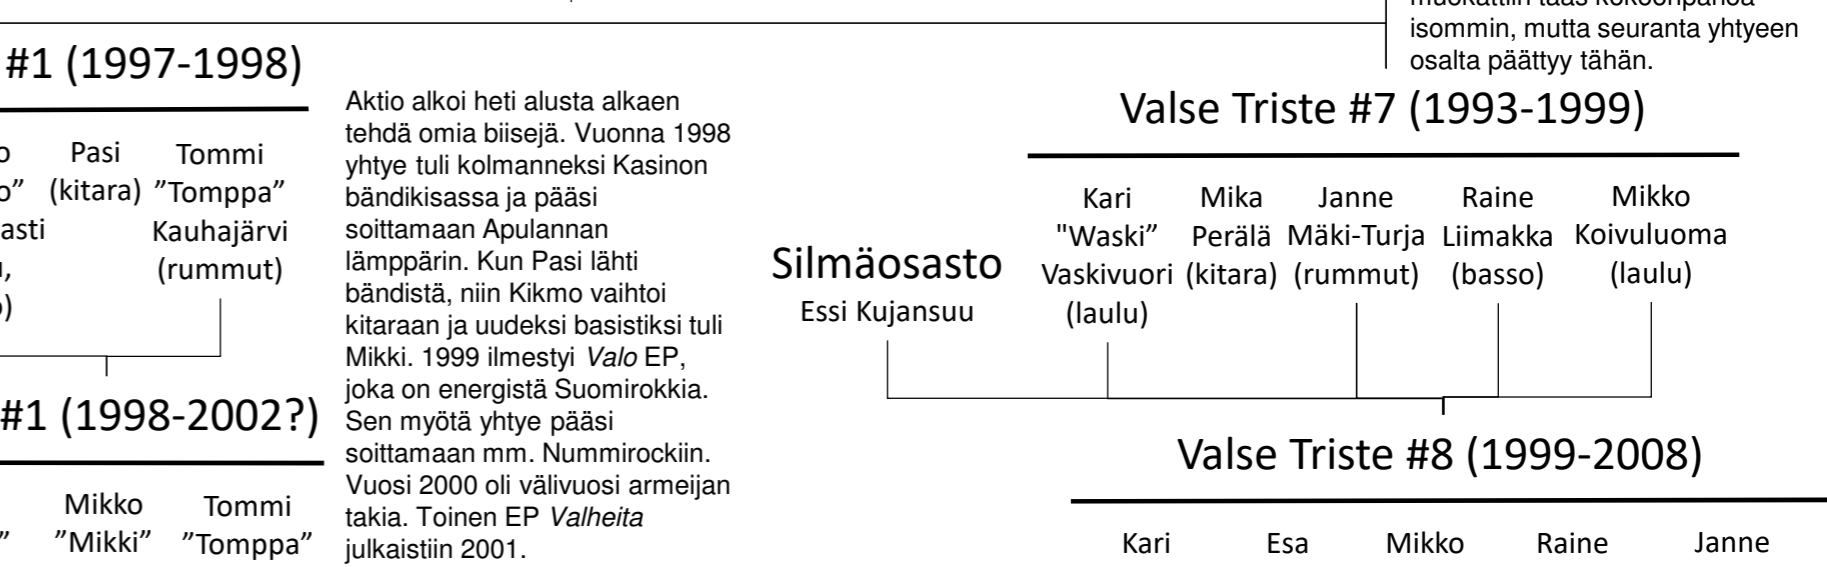 isommin, mutta seuranta yhtyeen
osalta päättyy tähän.
#1 (1997-1998)
Pasi
(kitara)
Tommi
”Tomppa”
Kauhajärvi
(rummut)
Aktio alkoi heti alusta alkaen
tehdä omia biisejä. Vuonna 1998
yhtye tuli kolmanneksi Kasinon
bändikisassa ja pääsi
soittamaan Apulannan
lämppärin. Kun Pasi lähti
bändistä, niin Kikmo vaihtoi
kitaraan ja uudeksi basistiksi tuli
Mikki. 1999 ilmestyi Valo EP,
joka on energistä Suomirokkia.
Sen myötä yhtye pääsi
soittamaan mm. Nummirockiin.
Vuosi 2000 oli välivuosi armeijan
takia. Toinen EP Valheita
julkaistiin 2001.
#1 (1998-2002?)
Mikko
”Mikki”
Tommi
”Tomppa”
Silmäosasto
Essi Kujansuu
Valse Triste #7 (1993-1999)
Kari
"Waski”
Vaskivuori
(laulu)
Mika
Perälä
(kitara)
Janne
Mäki-Turja
(rummut)
Raine
Liimakka
(basso)
Mikko
Koivuluoma
(laulu)
Valse Triste #8 (1999-2008)
Kari
Esa
Mikko
Raine
Janne